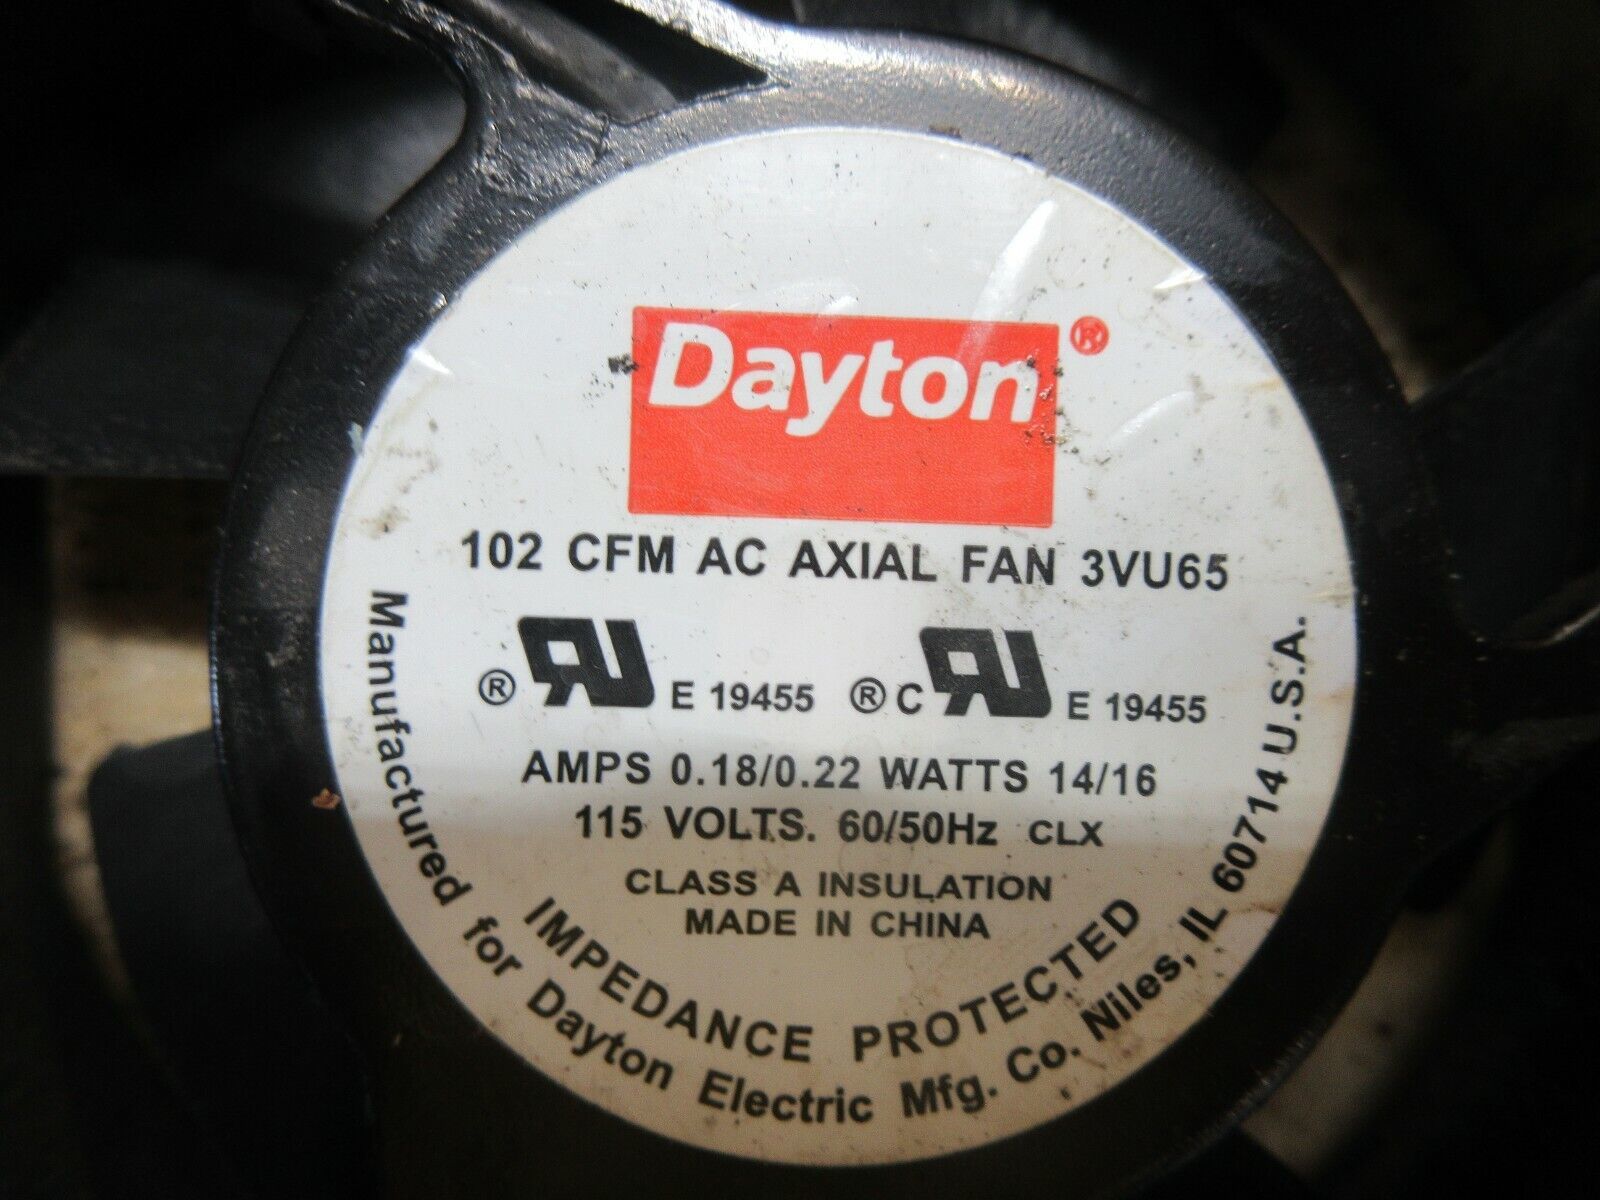 Dayton®
102 CFM AC AXIAL FAN 3VU65
® RU E 19455 ® C RU E 19455
AMPS 0.18/0.22 WATTS 14/16
115 VOLTS. 60/50Hz CLX
CLASS A INSULATION
MADE IN CHINA
IMPEDANCE PROTECTED
Manufactured for Dayton Electric Mfg. Co. Niles, IL 60714 U.S.A.